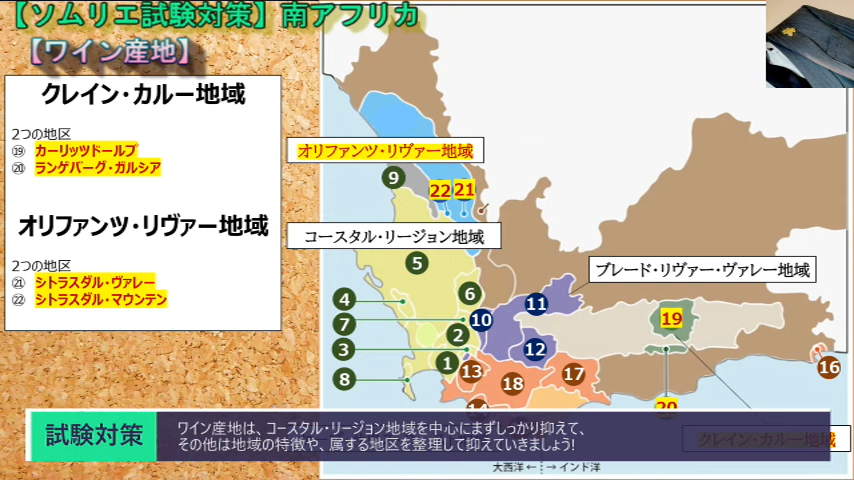 【ソムリエ試験対策】南アフリカ
【ワイン産地】
クレイン・カルー地域
2つの地区
⑲ カーリッツドールプ
⑳ ランゲバーグ・ガルシア
オリファンツ・リヴァー地域
2つの地区
㉑ シトラスダル・ヴァレー
㉒ シトラスダル・マウンテン
オリファンツ・リヴァー地域
9
22
21
コースタル・リージョン地域
5
ブレード・リヴァー・ヴァレー地域
4
6
11
7
10
19
2
3
12
1
13
17
16
8
18
14
20
クレイン・カルー地域
試験対策
ワイン産地は、コースタル・リージョン地域を中心にまずしっかり抑えて、
その他は地域の特徴や、属する地区を整理して抑えていきましょう!
大西洋 ← → インド洋